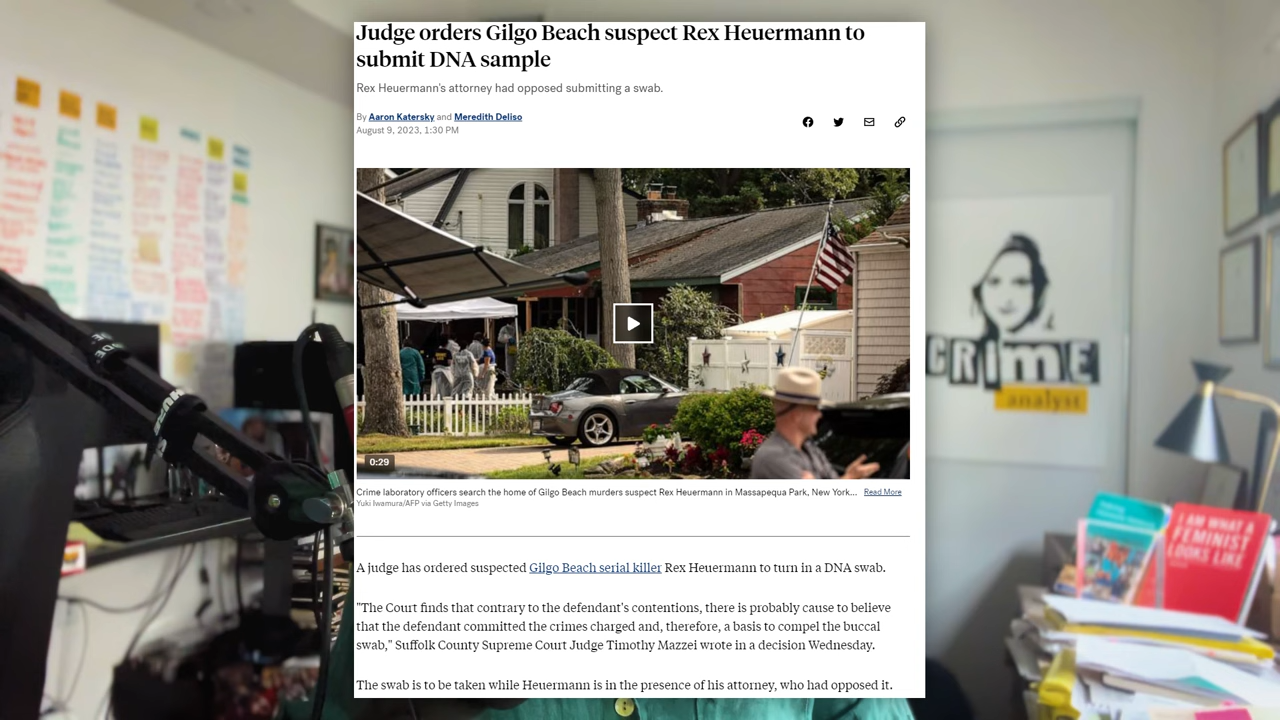 Judge orders Gilgo Beach suspect Rex Heuermann to
submit DNA sample
Rex Heuermann's attorney had opposed submitting a swab.
By Aaron Katersky and Meredith Deliso
August 9, 2023, 1:30 PM
0:29
Crime laboratory officers search the home of Gilgo Beach murders suspect Rex Heuermann in Massapequa Park, New York... Read More
Yuki Iwamura/AFP via Getty Images
A judge has ordered suspected Gilgo Beach serial killer Rex Heuermann to turn in a DNA swab.
"The Court finds that contrary to the defendant's contentions, there is probably cause to believe
that the defendant committed the crimes charged and, therefore, a basis to compel the buccal
swab," Suffolk County Supreme Court Judge Timothy Mazzei wrote in a decision Wednesday.
The swab is to be taken while Heuermann is in the presence of his attorney, who had opposed it.
CRIME
analyst
I AM WHAT A
FEMINIST
LOOKS LIKE